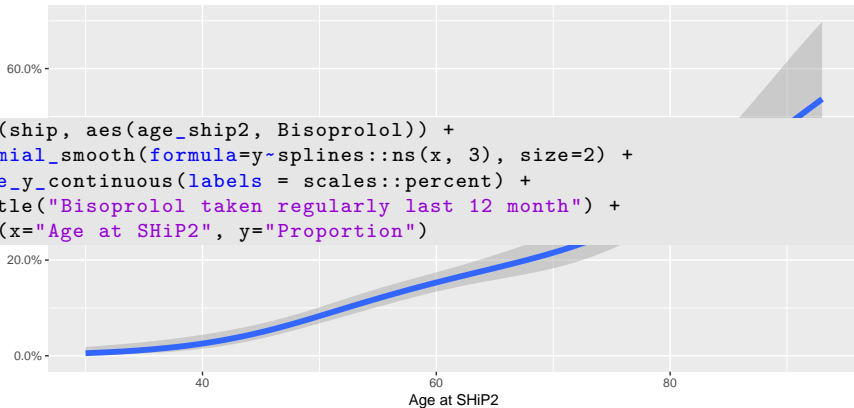 60.0%
(ship, aes(age_ship2, Bisoprolol)) +
mial_smooth(formula=y~splines::ns(x, 3), size=2) +
e_y_continuous(labels = scales::percent) +
tle("Bisoprolol taken regularly last 12 month") +
(x="Age at SHiP2", y="Proportion")
20.0%
0.0%
40 60 80
Age at SHiP2